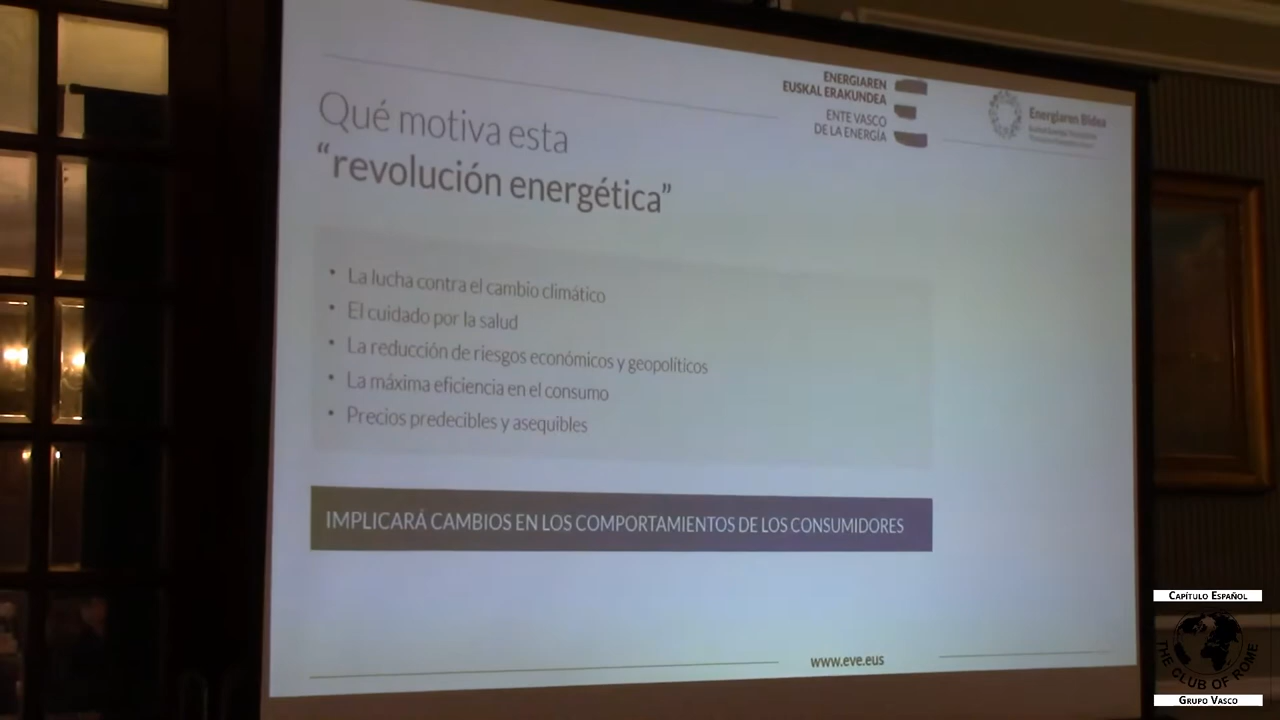 ENERGIAREN
EUSKAL ERAKUNDEA
ENTE VASCO
DE LA ENERGÍA
Energiaren Bidea
Qué motiva esta
“revolución energética”
• La lucha contra el cambio climático
• El cuidado por la salud
• La reducción de riesgos económicos y geopolíticos
• La máxima eficiencia en el consumo
• Precios predecibles y asequibles
IMPLICARÁ CAMBIOS EN LOS COMPORTAMIENTOS DE LOS CONSUMIDORES
www.eve.eus
CAPÍTULO ESPAÑOL
THE CLUB OF ROME
GRUPO VASCO